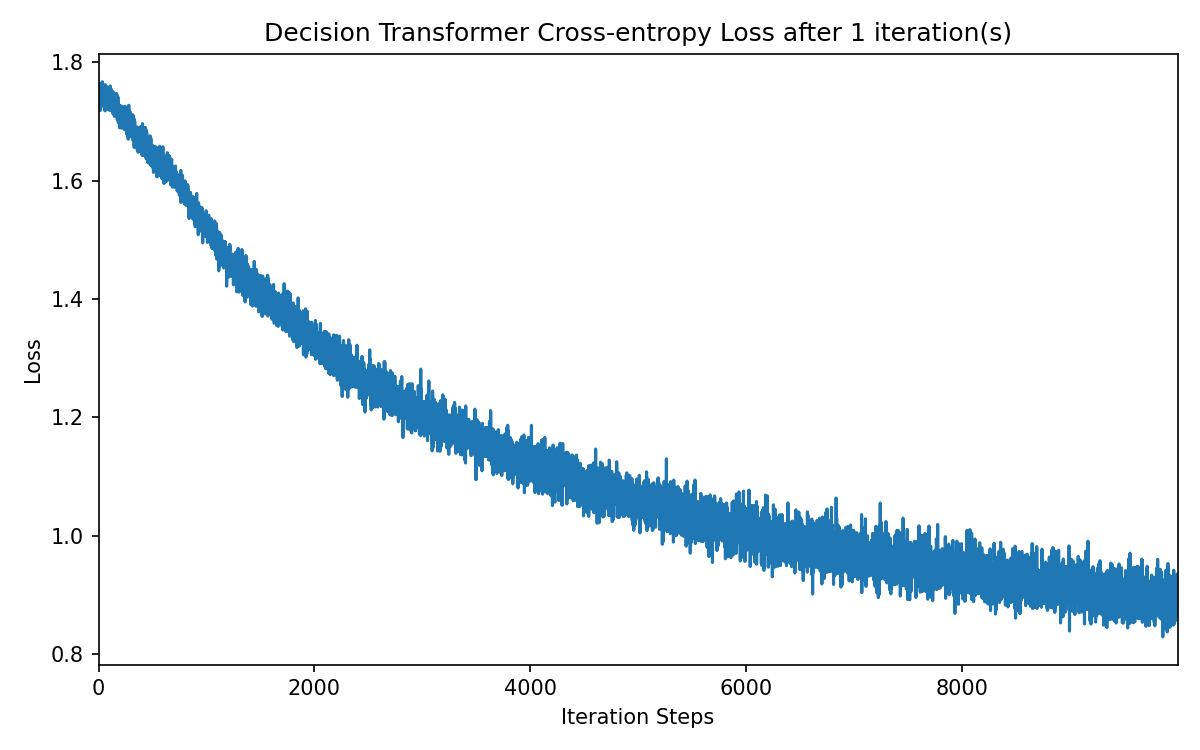 Decision Transformer Cross-entropy Loss after 1 iteration(s)
1.8
1.6
1.4
1.2
1.0
0.8
Loss
0 2000 4000 6000 8000
Iteration Steps